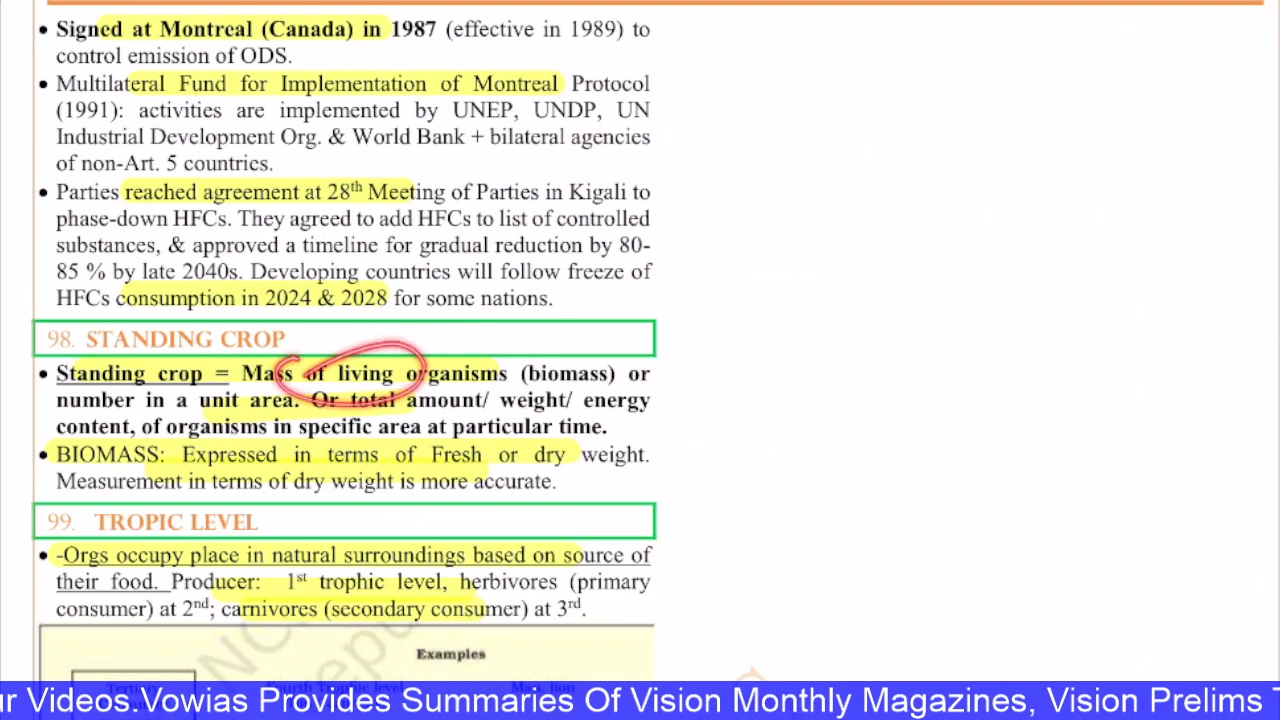 • Signed at Montreal (Canada) in 1987 (effective in 1989) to
control emission of ODS.
• Multilateral Fund for Implementation of Montreal Protocol
(1991): activities are implemented by UNEP, UNDP, UN
Industrial Development Org. & World Bank + bilateral agencies
of non-Art. 5 countries.
• Parties reached agreement at 28th Meeting of Parties in Kigali to
phase-down HFCs. They agreed to add HFCs to list of controlled
substances, & approved a timeline for gradual reduction by 80-
85 % by late 2040s. Developing countries will follow freeze of
HFCs consumption in 2024 & 2028 for some nations.
98. STANDING CROP
• Standing crop = Mass of living organisms (biomass) or
number in a unit area. Or total amount/ weight/ energy
content, of organisms in specific area at particular time.
• BIOMASS: Expressed in terms of Fresh or dry weight.
Measurement in terms of dry weight is more accurate.
99. TROPIC LEVEL
• -Orgs occupy place in natural surroundings based on source of
their food. Producer: 1st trophic level, herbivores (primary
consumer) at 2nd; carnivores (secondary consumer) at 3rd.
Examples
Fourth Trophic level Man, lion
ur Videos. Vowias Provides Summaries Of Vision Monthly Magazines, Vision Prelims